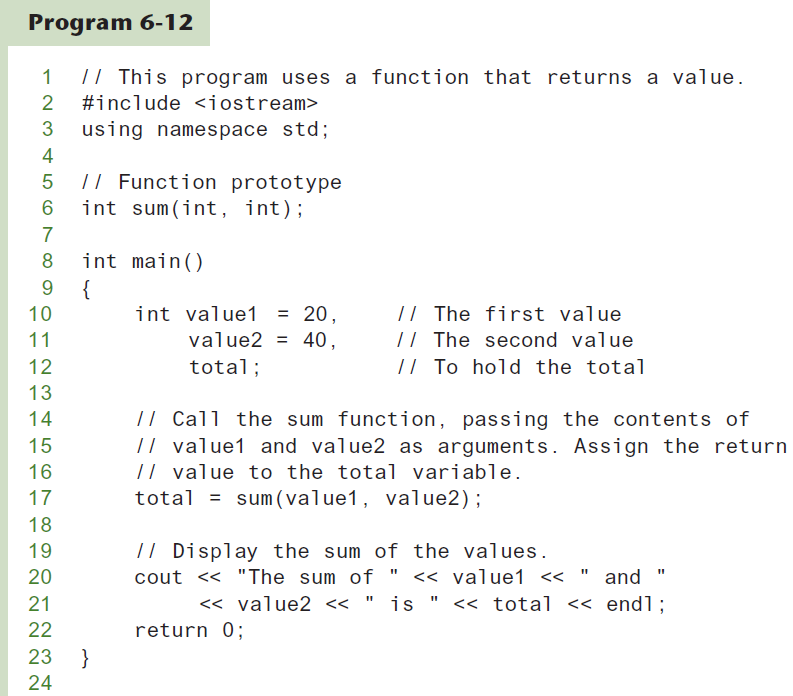 Program 6-12
1 // This program uses a function that returns a value.
2 #include <iostream>
3 using namespace std;
4
5 // Function prototype
6 int sum(int, int);
7
8 int main()
9 {
10 int value1 = 20, // The first value
11 value2 = 40, // The second value
12 total; // To hold the total
13
14 // Call the sum function, passing the contents of
15 // value1 and value2 as arguments. Assign the return
16 // value to the total variable.
17 total = sum(value1, value2);
18
19 // Display the sum of the values.
20 cout << "The sum of " << value1 << " and "
21 << value2 << " is " << total << endl;
22 return 0;
23 }
24